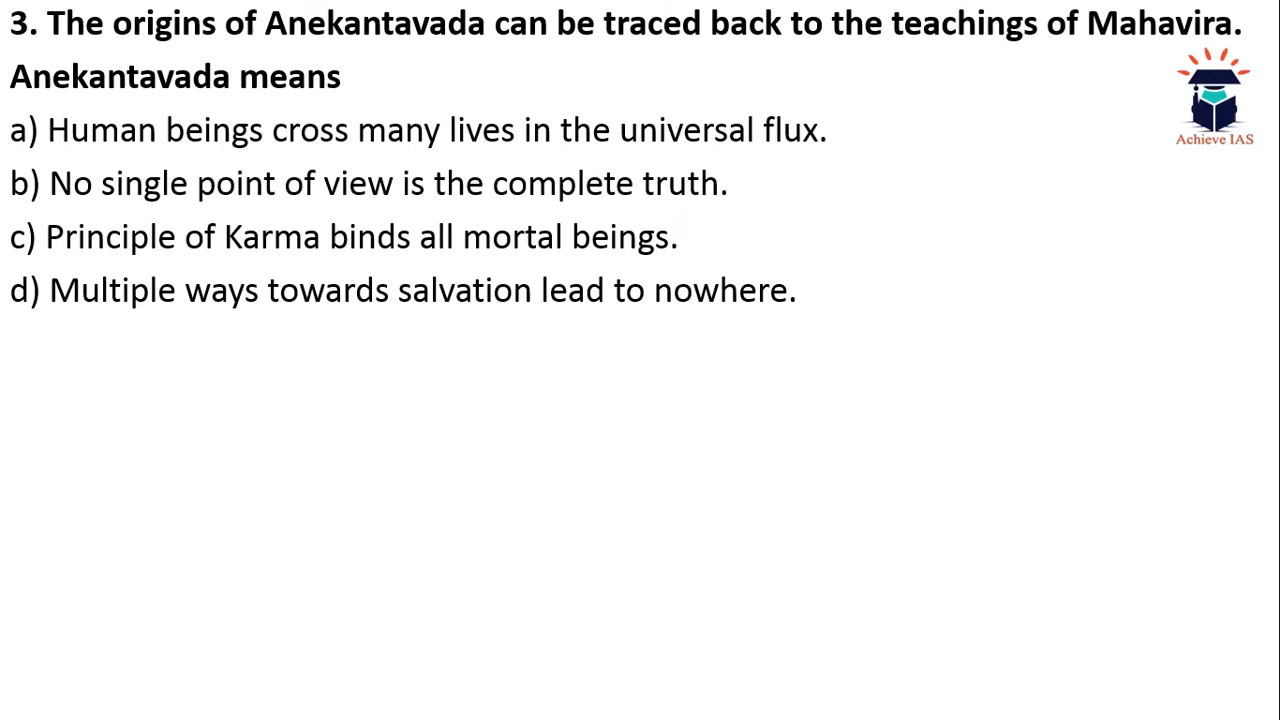 3. The origins of Anekantavada can be traced back to the teachings of Mahavira.
Anekantavada means
a) Human beings cross many lives in the universal flux.
b) No single point of view is the complete truth.
c) Principle of Karma binds all mortal beings.
d) Multiple ways towards salvation lead to nowhere.
Achieve IAS